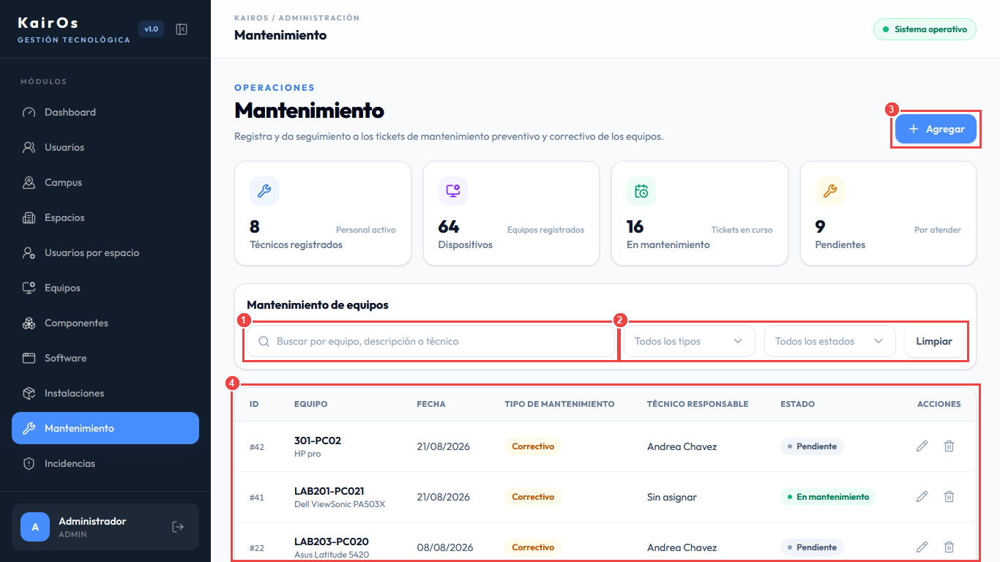 KairOs
GESTIÓN TECNOLÓGICA
v1.0
MÓDULOS
Dashboard
Usuarios
Campus
Espacios
Usuarios por espacio
Equipos
Componentes
Software
Instalaciones
Mantenimiento
Incidencias
A
Administrador
ADMIN
KAIROS / ADMINISTRACIÓN
Mantenimiento
Sistema operativo
OPERACIONES
Mantenimiento
Registra y da seguimiento a los tickets de mantenimiento preventivo y correctivo de los equipos.
3
Agregar
8 Personal activo
Técnicos registrados
64 Equipos registrados
Dispositivos
16 Tickets en curso
En mantenimiento
9 Por atender
Pendientes
Mantenimiento de equipos
1
Buscar por equipo, descripción o técnico
2
Todos los tipos
Todos los estados
Limpiar
4
ID EQUIPO FECHA TIPO DE MANTENIMIENTO TÉCNICO RESPONSABLE ESTADO ACCIONES
#42 301-PC02 21/08/2026 Correctivo Andrea Chavez Pendiente
HP pro
#41 LAB201-PC021 21/08/2026 Correctivo Sin asignar En mantenimiento
Dell ViewSonic PA503X
#22 LAB203-PC020 08/08/2026 Correctivo Andrea Chavez Pendiente
Asus Latitude 5420